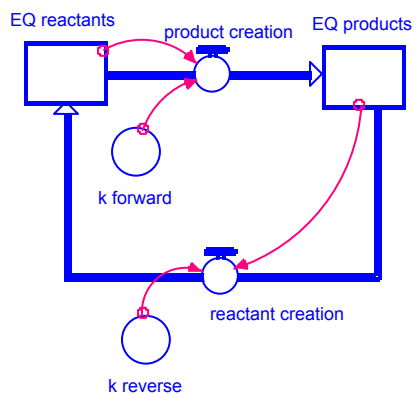 EQ reactants
product creation
EQ products
k forward
reactant creation
k reverse